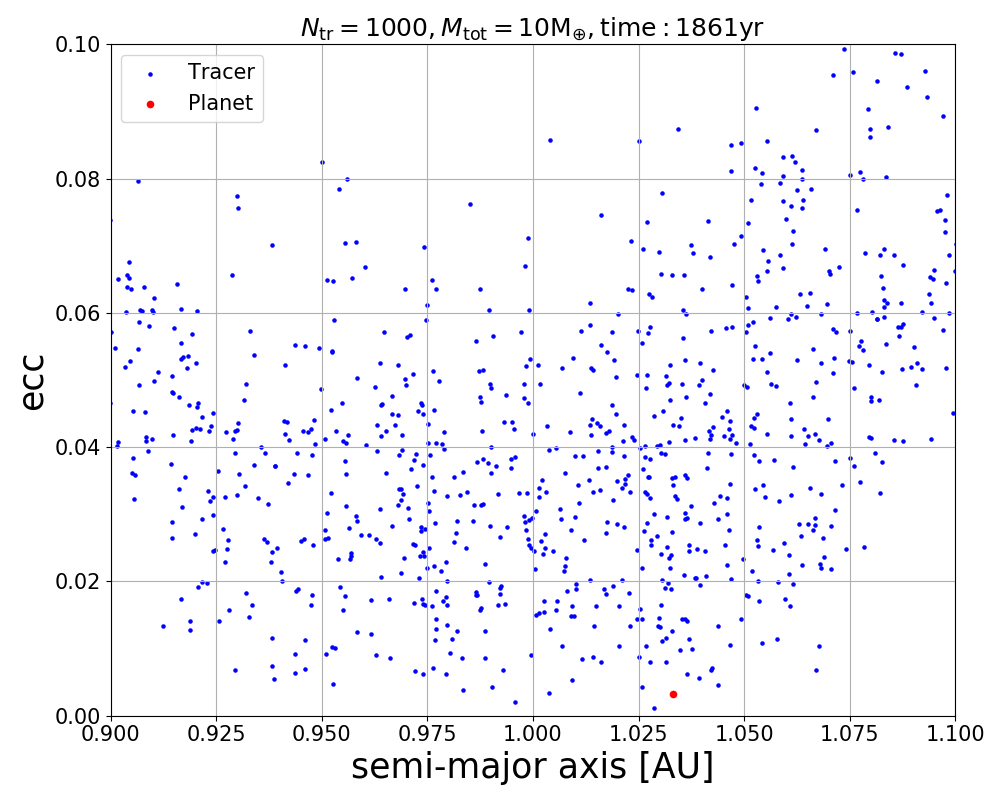 N_tr = 1000, M_tot = 10M_⊕, time : 1861yr
Tracer
Planet
ecc
0.10
0.08
0.06
0.04
0.02
0.00
0.900 0.925 0.950 0.975 1.000 1.025 1.050 1.075 1.100
semi-major axis [AU]